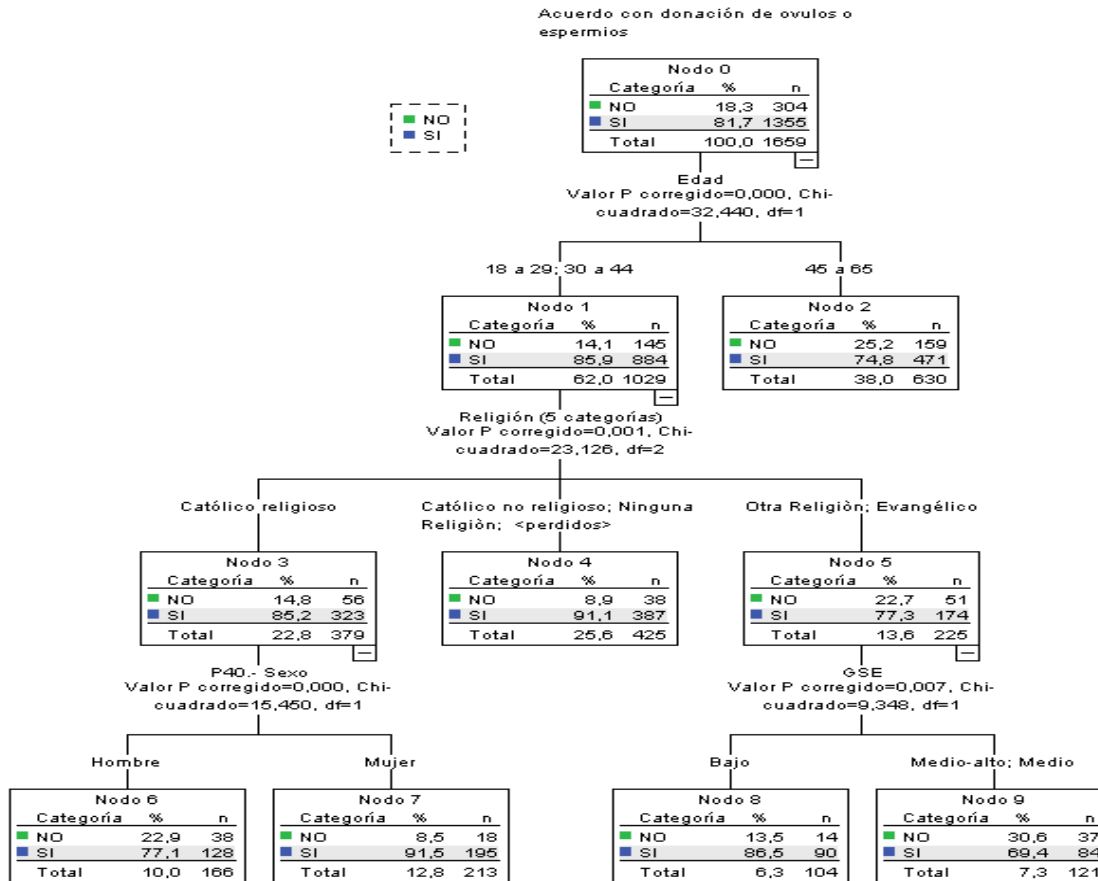 Acuerdo con donación de ovulos o
espermios
NO
SI
Nodo 0
Categoría % n
NO 18,3 304
SI 81,7 1355
Total 100,0 1659
Edad
Valor P corregido=0,000, Chi-
cuadrado=32,440, df=1
18 a 29; 30 a 44
45 a 65
Nodo 1
Categoría % n
NO 14,1 145
SI 85,9 884
Total 62,0 1029
Nodo 2
Categoría % n
NO 25,2 159
SI 74,8 471
Total 38,0 630
Religión (5 categorías)
Valor P corregido=0,001, Chi-
cuadrado=23,126, df=2
Católico religioso
Católico no religioso; Ninguna
Religiòn; <perdidos>
Otra Religiòn; Evangélico
Nodo 3
Categoría % n
NO 14,8 56
SI 85,2 323
Total 22,8 379
Nodo 4
Categoría % n
NO 8,9 38
SI 91,1 387
Total 25,6 425
Nodo 5
Categoría % n
NO 22,7 51
SI 77,3 174
Total 13,6 225
P40.- Sexo
Valor P corregido=0,000, Chi-
cuadrado=15,450, df=1
GSE
Valor P corregido=0,007, Chi-
cuadrado=9,348, df=1
Hombre
Mujer
Bajo
Medio-alto; Medio
Nodo 6
Categoría % n
NO 22,9 38
SI 77,1 128
Total 10,0 166
Nodo 7
Categoría % n
NO 8,5 18
SI 91,5 195
Total 12,8 213
Nodo 8
Categoría % n
NO 13,5 14
SI 86,5 90
Total 6,3 104
Nodo 9
Categoría % n
NO 30,6 37
SI 69,4 84
Total 7,3 121